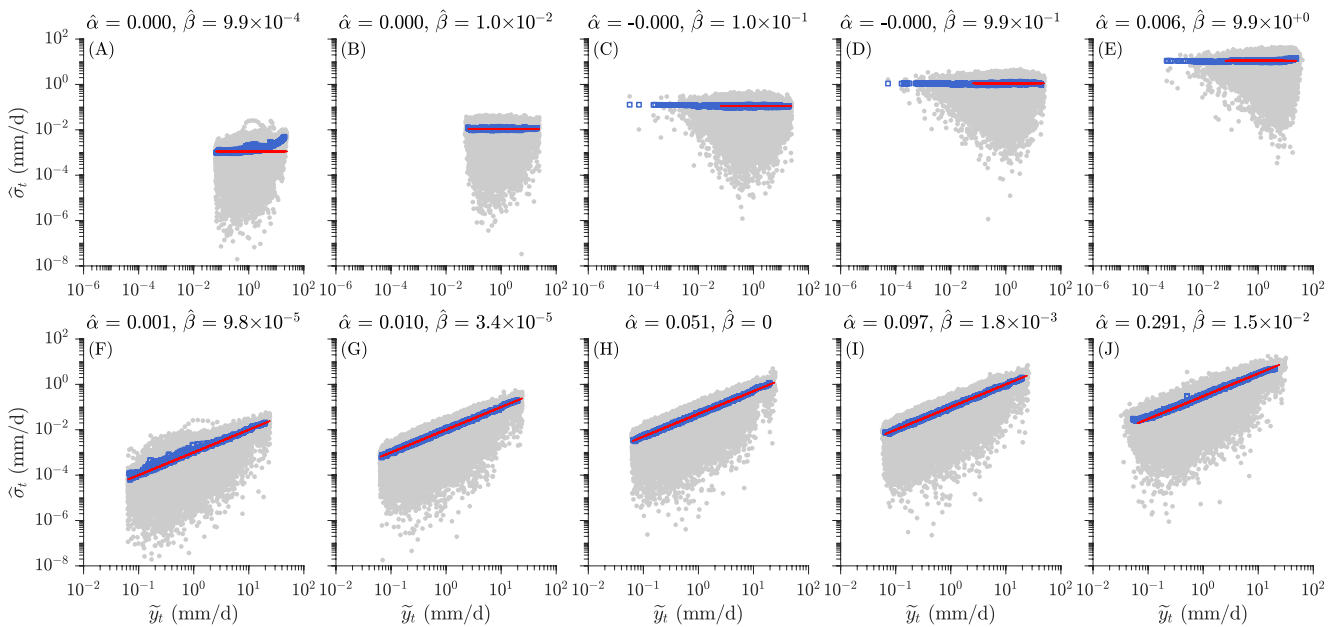 α̂ = 0.000, β̂ = 9.9×10⁻⁴
α̂ = 0.000, β̂ = 1.0×10⁻²
α̂ = -0.000, β̂ = 1.0×10⁻¹
α̂ = -0.000, β̂ = 9.9×10⁻¹
α̂ = 0.006, β̂ = 9.9×10⁺⁰
(A)
(B)
(C)
(D)
(E)
σ̂ₜ (mm/d)
10²
10⁰
10⁻²
10⁻⁴
10⁻⁶
10⁻⁸
10⁻⁶ 10⁻⁴ 10⁻² 10⁰ 10²
10⁻⁶ 10⁻⁴ 10⁻² 10⁰ 10²
10⁻⁶ 10⁻⁴ 10⁻² 10⁰ 10²
10⁻⁶ 10⁻⁴ 10⁻² 10⁰ 10²
10⁻⁶ 10⁻⁴ 10⁻² 10⁰ 10²
α̂ = 0.001, β̂ = 9.8×10⁻⁵
α̂ = 0.010, β̂ = 3.4×10⁻⁵
α̂ = 0.051, β̂ = 0
α̂ = 0.097, β̂ = 1.8×10⁻³
α̂ = 0.291, β̂ = 1.5×10⁻²
(F)
(G)
(H)
(I)
(J)
σ̂ₜ (mm/d)
10²
10⁰
10⁻²
10⁻⁴
10⁻⁶
10⁻⁸
10⁻² 10⁻¹ 10⁰ 10¹ 10²
10⁻² 10⁻¹ 10⁰ 10¹ 10²
10⁻² 10⁻¹ 10⁰ 10¹ 10²
10⁻² 10⁻¹ 10⁰ 10¹ 10²
10⁻² 10⁻¹ 10⁰ 10¹ 10²
ỹₜ (mm/d)
ỹₜ (mm/d)
ỹₜ (mm/d)
ỹₜ (mm/d)
ỹₜ (mm/d)